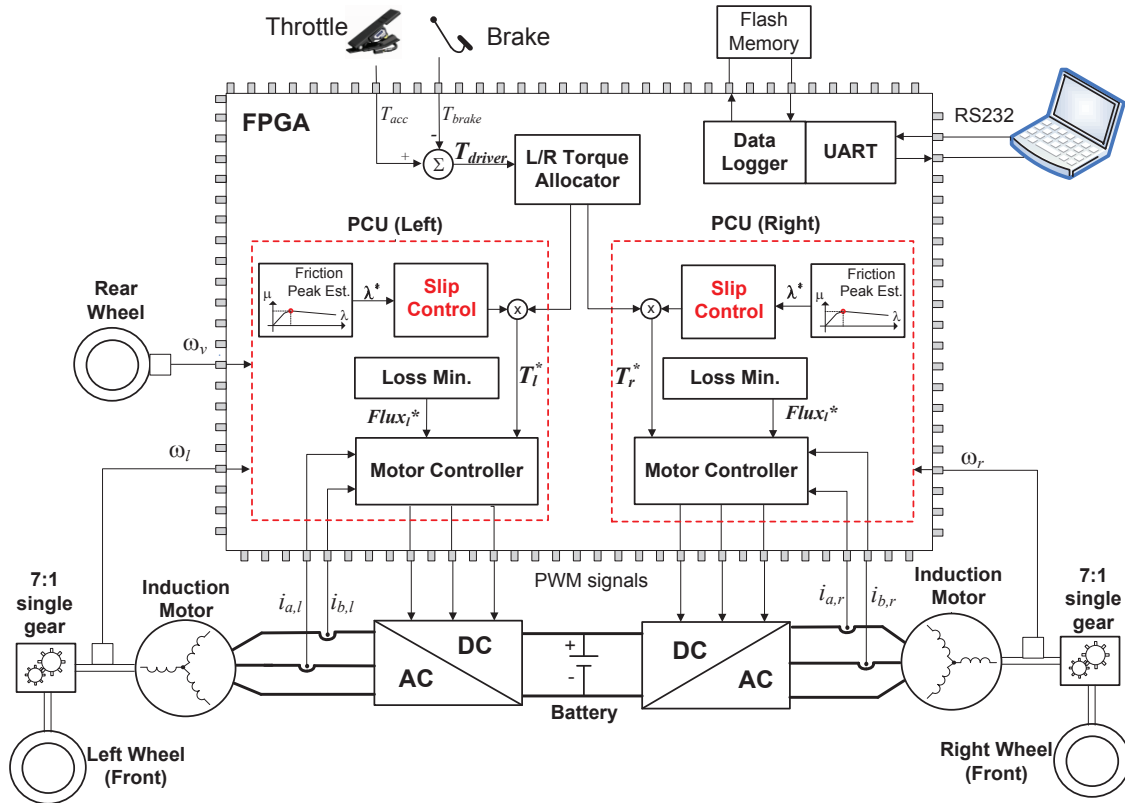 Throttle
Brake
Flash
Memory
RS232
FPGA
T_acc
T_brake
-
+
Σ
T_driver
L/R Torque
Allocator
Data
Logger
UART
PCU (Left)
PCU (Right)
Friction
Peak Est.
μ
λ
λ*
Slip
Control
x
x
Slip
Control
λ*
Friction
Peak Est.
μ
λ
Rear
Wheel
ω_v
Loss Min.
T_l^*
T_r^*
Loss Min.
Flux_l*
Flux_l*
ω_l
Motor Controller
Motor Controller
ω_r
PWM signals
7:1
single
gear
Induction
Motor
i_a,l
i_b,l
i_a,r
i_b,r
Induction
Motor
7:1
single
gear
DC
AC
+
-
Battery
DC
AC
Left Wheel
(Front)
Right Wheel
(Front)